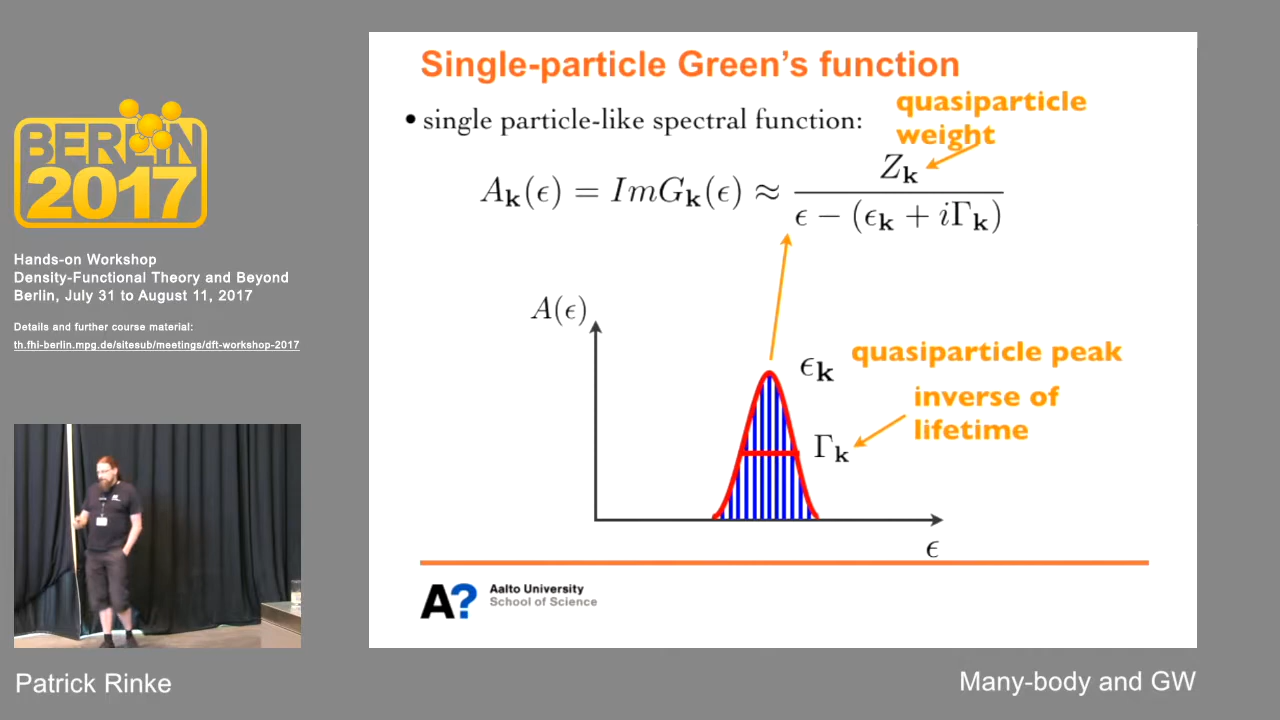 BERLIN
2017
Hands-on Workshop
Density-Functional Theory and Beyond
Berlin, July 31 to August 11, 2017
Details and further course material:
th.fhi-berlin.mpg.de/sitesub/meetings/dft-workshop-2017
Single-particle Green's function
• single particle-like spectral function:
quasiparticle
weight
A_𝐤(ϵ) = ImG_𝐤(ϵ) ≈ Z_𝐤 / (ϵ − (ϵ_𝐤 + iΓ_𝐤))
A(ϵ)
ϵ_𝐤
quasiparticle peak
inverse of
lifetime
Γ_𝐤
ϵ
A?
Aalto University
School of Science
Patrick Rinke
Many-body and GW